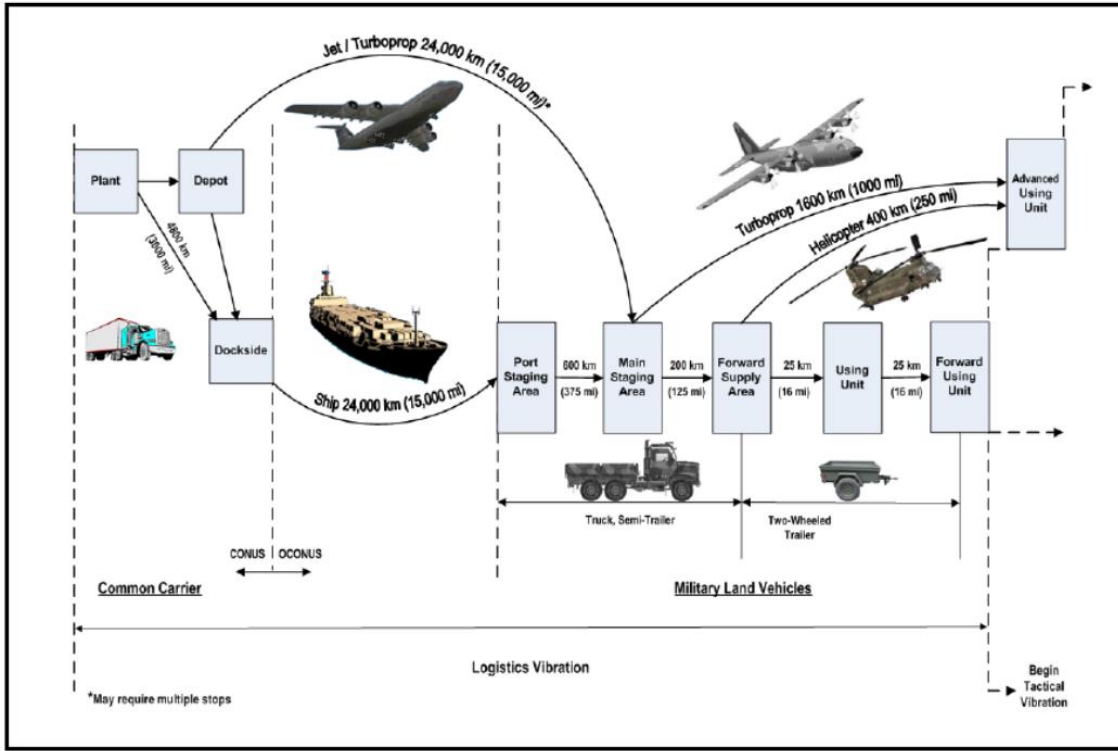 Jet / Turboprop 24,000 km (15,000 mi)*
Plant
Depot
4800 km
(3000 mi)
Dockside
Ship 24,000 km (15,000 mi)
Turboprop 1600 km (1000 mi)
Helicopter 400 km (250 mi)
Advanced
Using
Unit
Port
Staging
Area
600 km
(375 mi)
Main
Staging
Area
200 km
(125 mi)
Forward
Supply
Area
25 km
(16 mi)
Using
Unit
25 km
(16 mi)
Forward
Using
Unit
Truck, Semi-Trailer
Two-Wheeled
Trailer
CONUS
OCONUS
Common Carrier
Military Land Vehicles
Logistics Vibration
*May require multiple stops
Begin
Tactical
Vibration